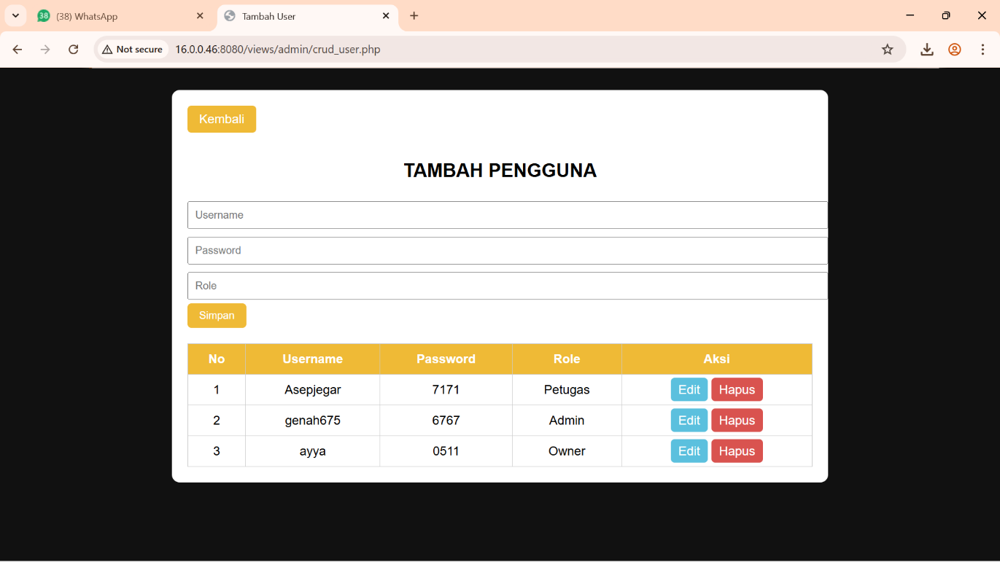 38 (38) WhatsApp Tambah User
Not secure 16.0.0.46:8080/views/admin/crud_user.php
Kembali
TAMBAH PENGGUNA
Username
Password
Role
Simpan
No Username Password Role Aksi
1 Asepjegar 7171 Petugas Edit Hapus
2 genah675 6767 Admin Edit Hapus
3 ayya 0511 Owner Edit Hapus